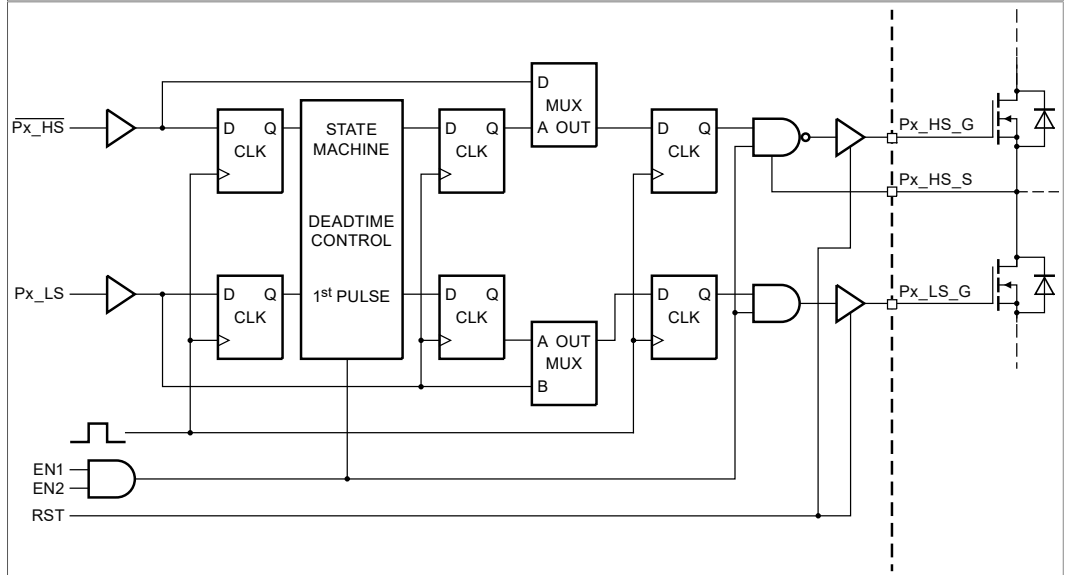 D
MUX
A OUT
Px_HS
D Q
CLK
STATE
MACHINE
DEADTIME
CONTROL
1st PULSE
D Q
CLK
D Q
CLK
Px_HS_G
Px_HS_S
Px_LS
D Q
CLK
D Q
CLK
A OUT
MUX
B
D Q
CLK
Px_LS_G
EN1
EN2
RST